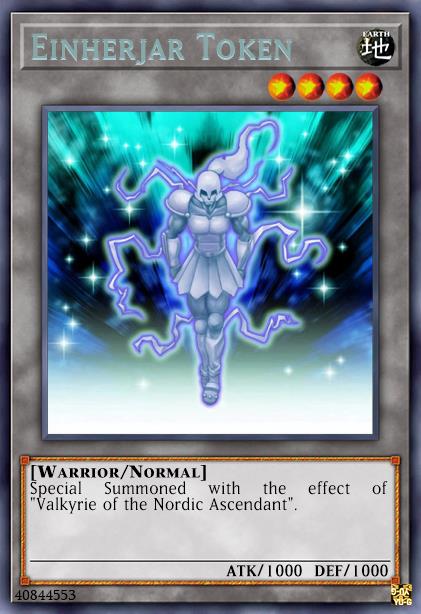 Einherjar Token
EARTH
地
[Warrior/Normal]
Special Summoned with the effect of
"Valkyrie of the Nordic Ascendant".
ATK/1000 DEF/1000
40844553